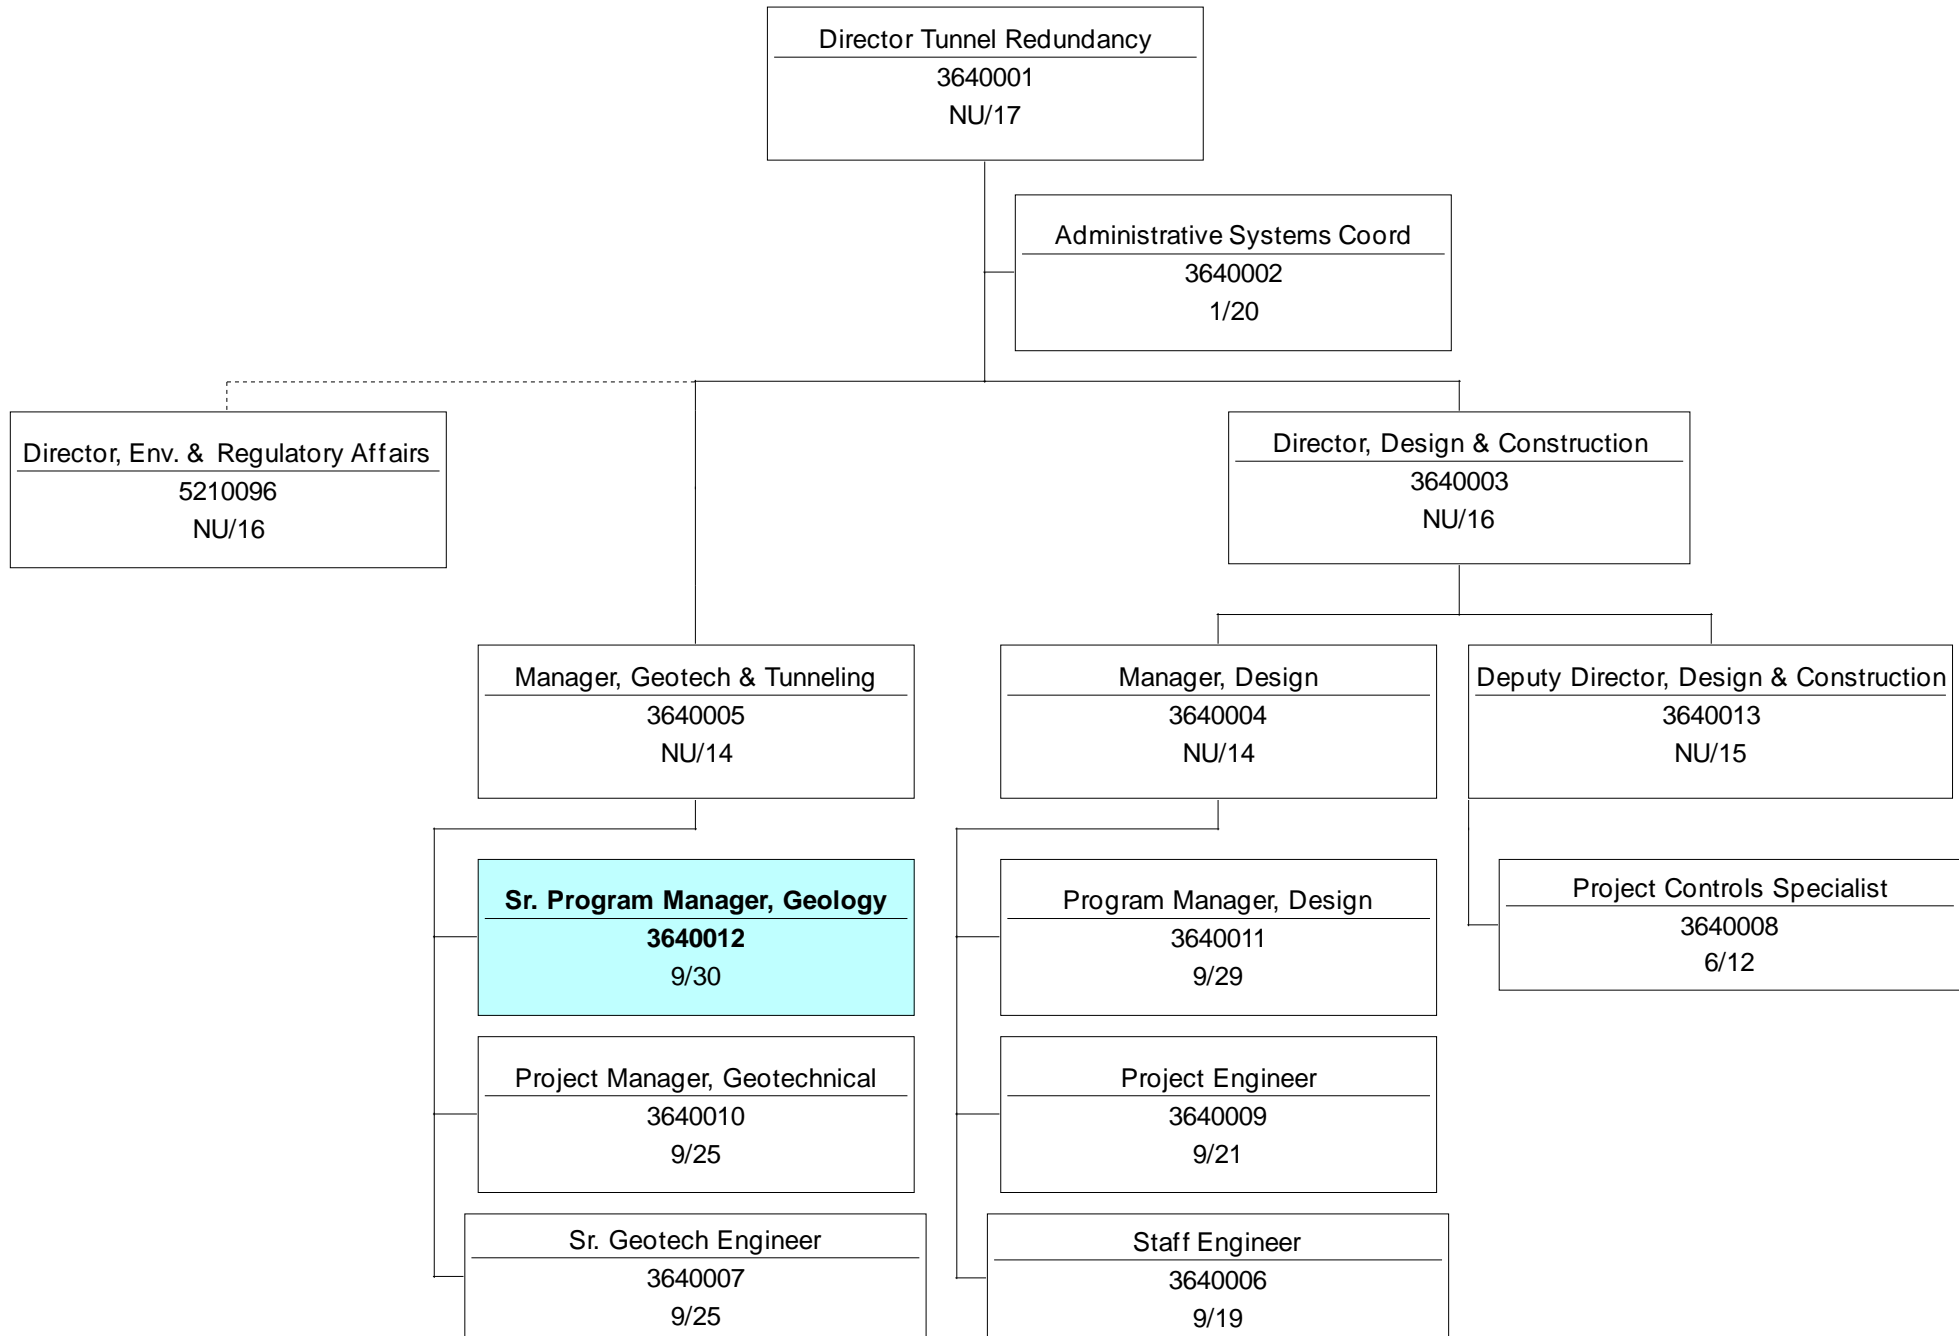 Director Tunnel Redundancy
3640001
NU/17
Administrative Systems Coord
3640002
1/20
Director, Env. & Regulatory Affairs
5210096
NU/16
Director, Design & Construction
3640003
NU/16
Manager, Geotech & Tunneling
3640005
NU/14
Manager, Design
3640004
NU/14
Deputy Director, Design & Construction
3640013
NU/15
Sr. Program Manager, Geology
3640012
9/30
Program Manager, Design
3640011
9/29
Project Controls Specialist
3640008
6/12
Project Manager, Geotechnical
3640010
9/25
Project Engineer
3640009
9/21
Sr. Geotech Engineer
3640007
9/25
Staff Engineer
3640006
9/19